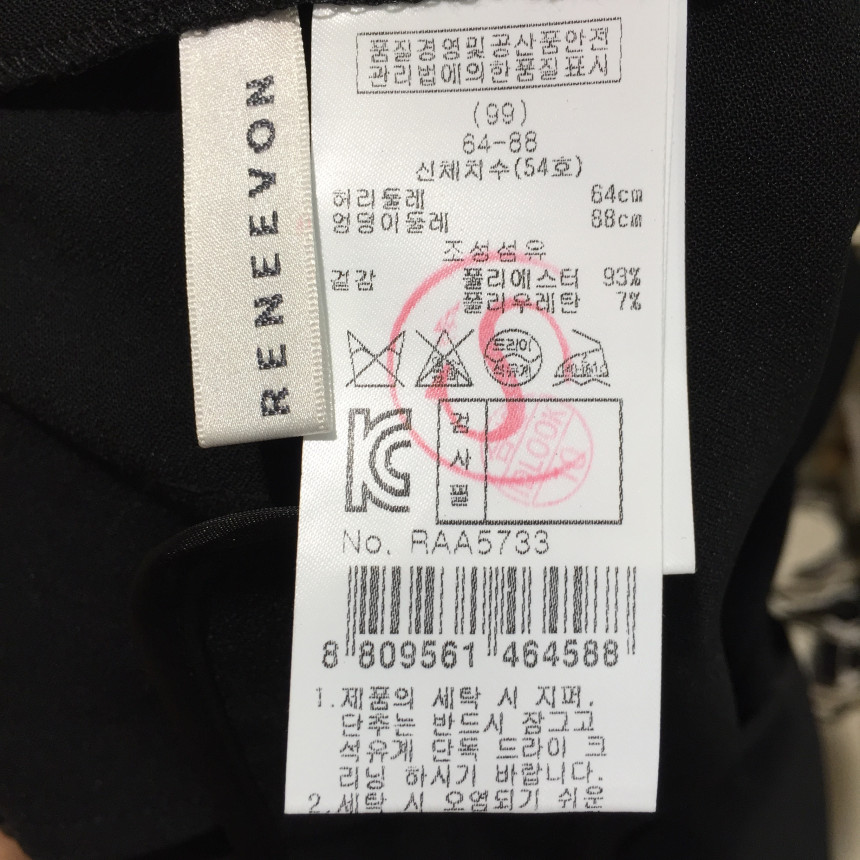 RENEEVON
품질경영및공산품안전
관리법에의한품질표시
(99)
64-88
신체치수(54호)
허리둘레 64cm
엉덩이둘레 88cm
조성섬유
겉감 폴리에스터 93%
폴리우레탄 7%
드라이
석유계
S
검사필
No. RAA5733
8 809561 464588
1.제품의 세탁 시 지퍼,
단추는 반드시 잠그고
석유계 단독 드라이 크
리닝 하시기 바랍니다.
2.세탁 시 오염되기 쉬운